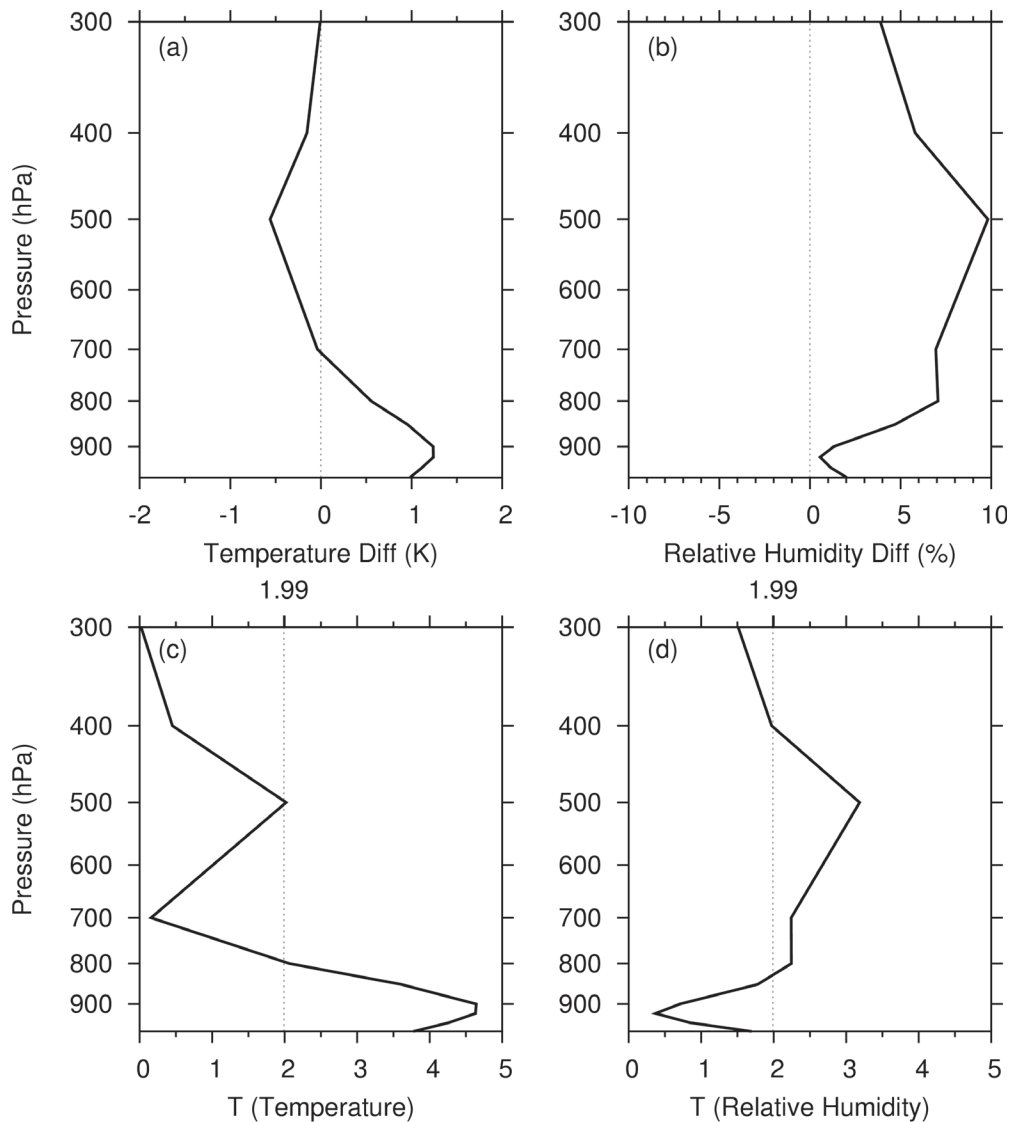 (a)
300
400
500
600
700
800
900
Pressure (hPa)
-2 -1 0 1 2
Temperature Diff (K)
(b)
300
400
500
600
700
800
900
-10 -5 0 5 10
Relative Humidity Diff (%)
1.99
(c)
300
400
500
600
700
800
900
Pressure (hPa)
0 1 2 3 4 5
T (Temperature)
1.99
(d)
300
400
500
600
700
800
900
0 1 2 3 4 5
T (Relative Humidity)